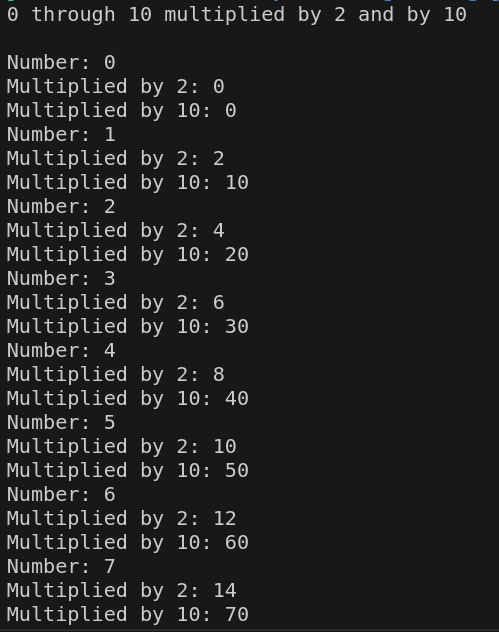 0 through 10 multiplied by 2 and by 10
Number: 0
Multiplied by 2: 0
Multiplied by 10: 0
Number: 1
Multiplied by 2: 2
Multiplied by 10: 10
Number: 2
Multiplied by 2: 4
Multiplied by 10: 20
Number: 3
Multiplied by 2: 6
Multiplied by 10: 30
Number: 4
Multiplied by 2: 8
Multiplied by 10: 40
Number: 5
Multiplied by 2: 10
Multiplied by 10: 50
Number: 6
Multiplied by 2: 12
Multiplied by 10: 60
Number: 7
Multiplied by 2: 14
Multiplied by 10: 70